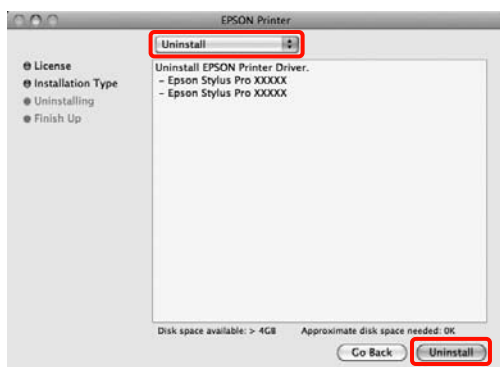 EPSON Printer
Uninstall
License
Installation Type
Uninstalling
Finish Up
Uninstall EPSON Printer Driver.
– Epson Stylus Pro XXXXX
– Epson Stylus Pro XXXXX
Disk space available: > 4GB Approximate disk space needed: 0K
Go Back Uninstall